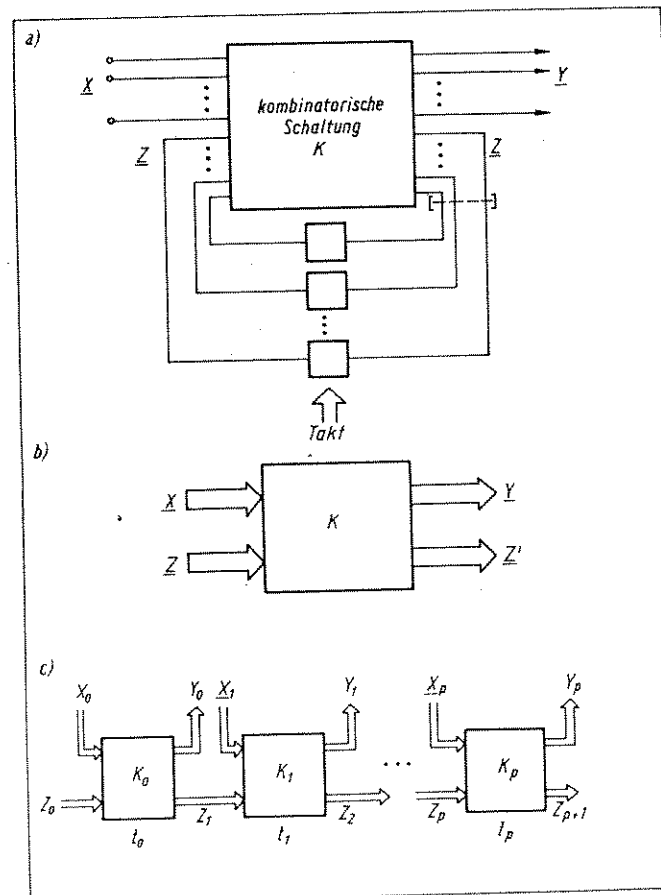 a)
X
Y
kombinatorische
Schaltung
K
Z
Z
Takt
b)
X
K
Y
Z
Z'
c)
X₀
Y₀
X₁
Y₁
Xₚ
Yₚ
K₀
K₁
...
Kₚ
Z₀
Z₁
Z₂
Zₚ
Zₚ₊₁
t₀
t₁
tₚ